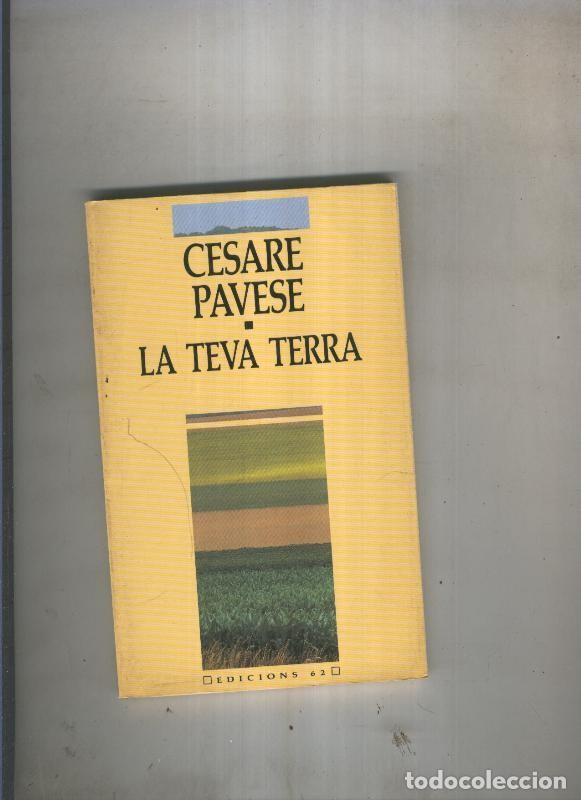 CESARE
PAVESE
LA TEVA TERRA
EDICIONS 62
todocoleccion